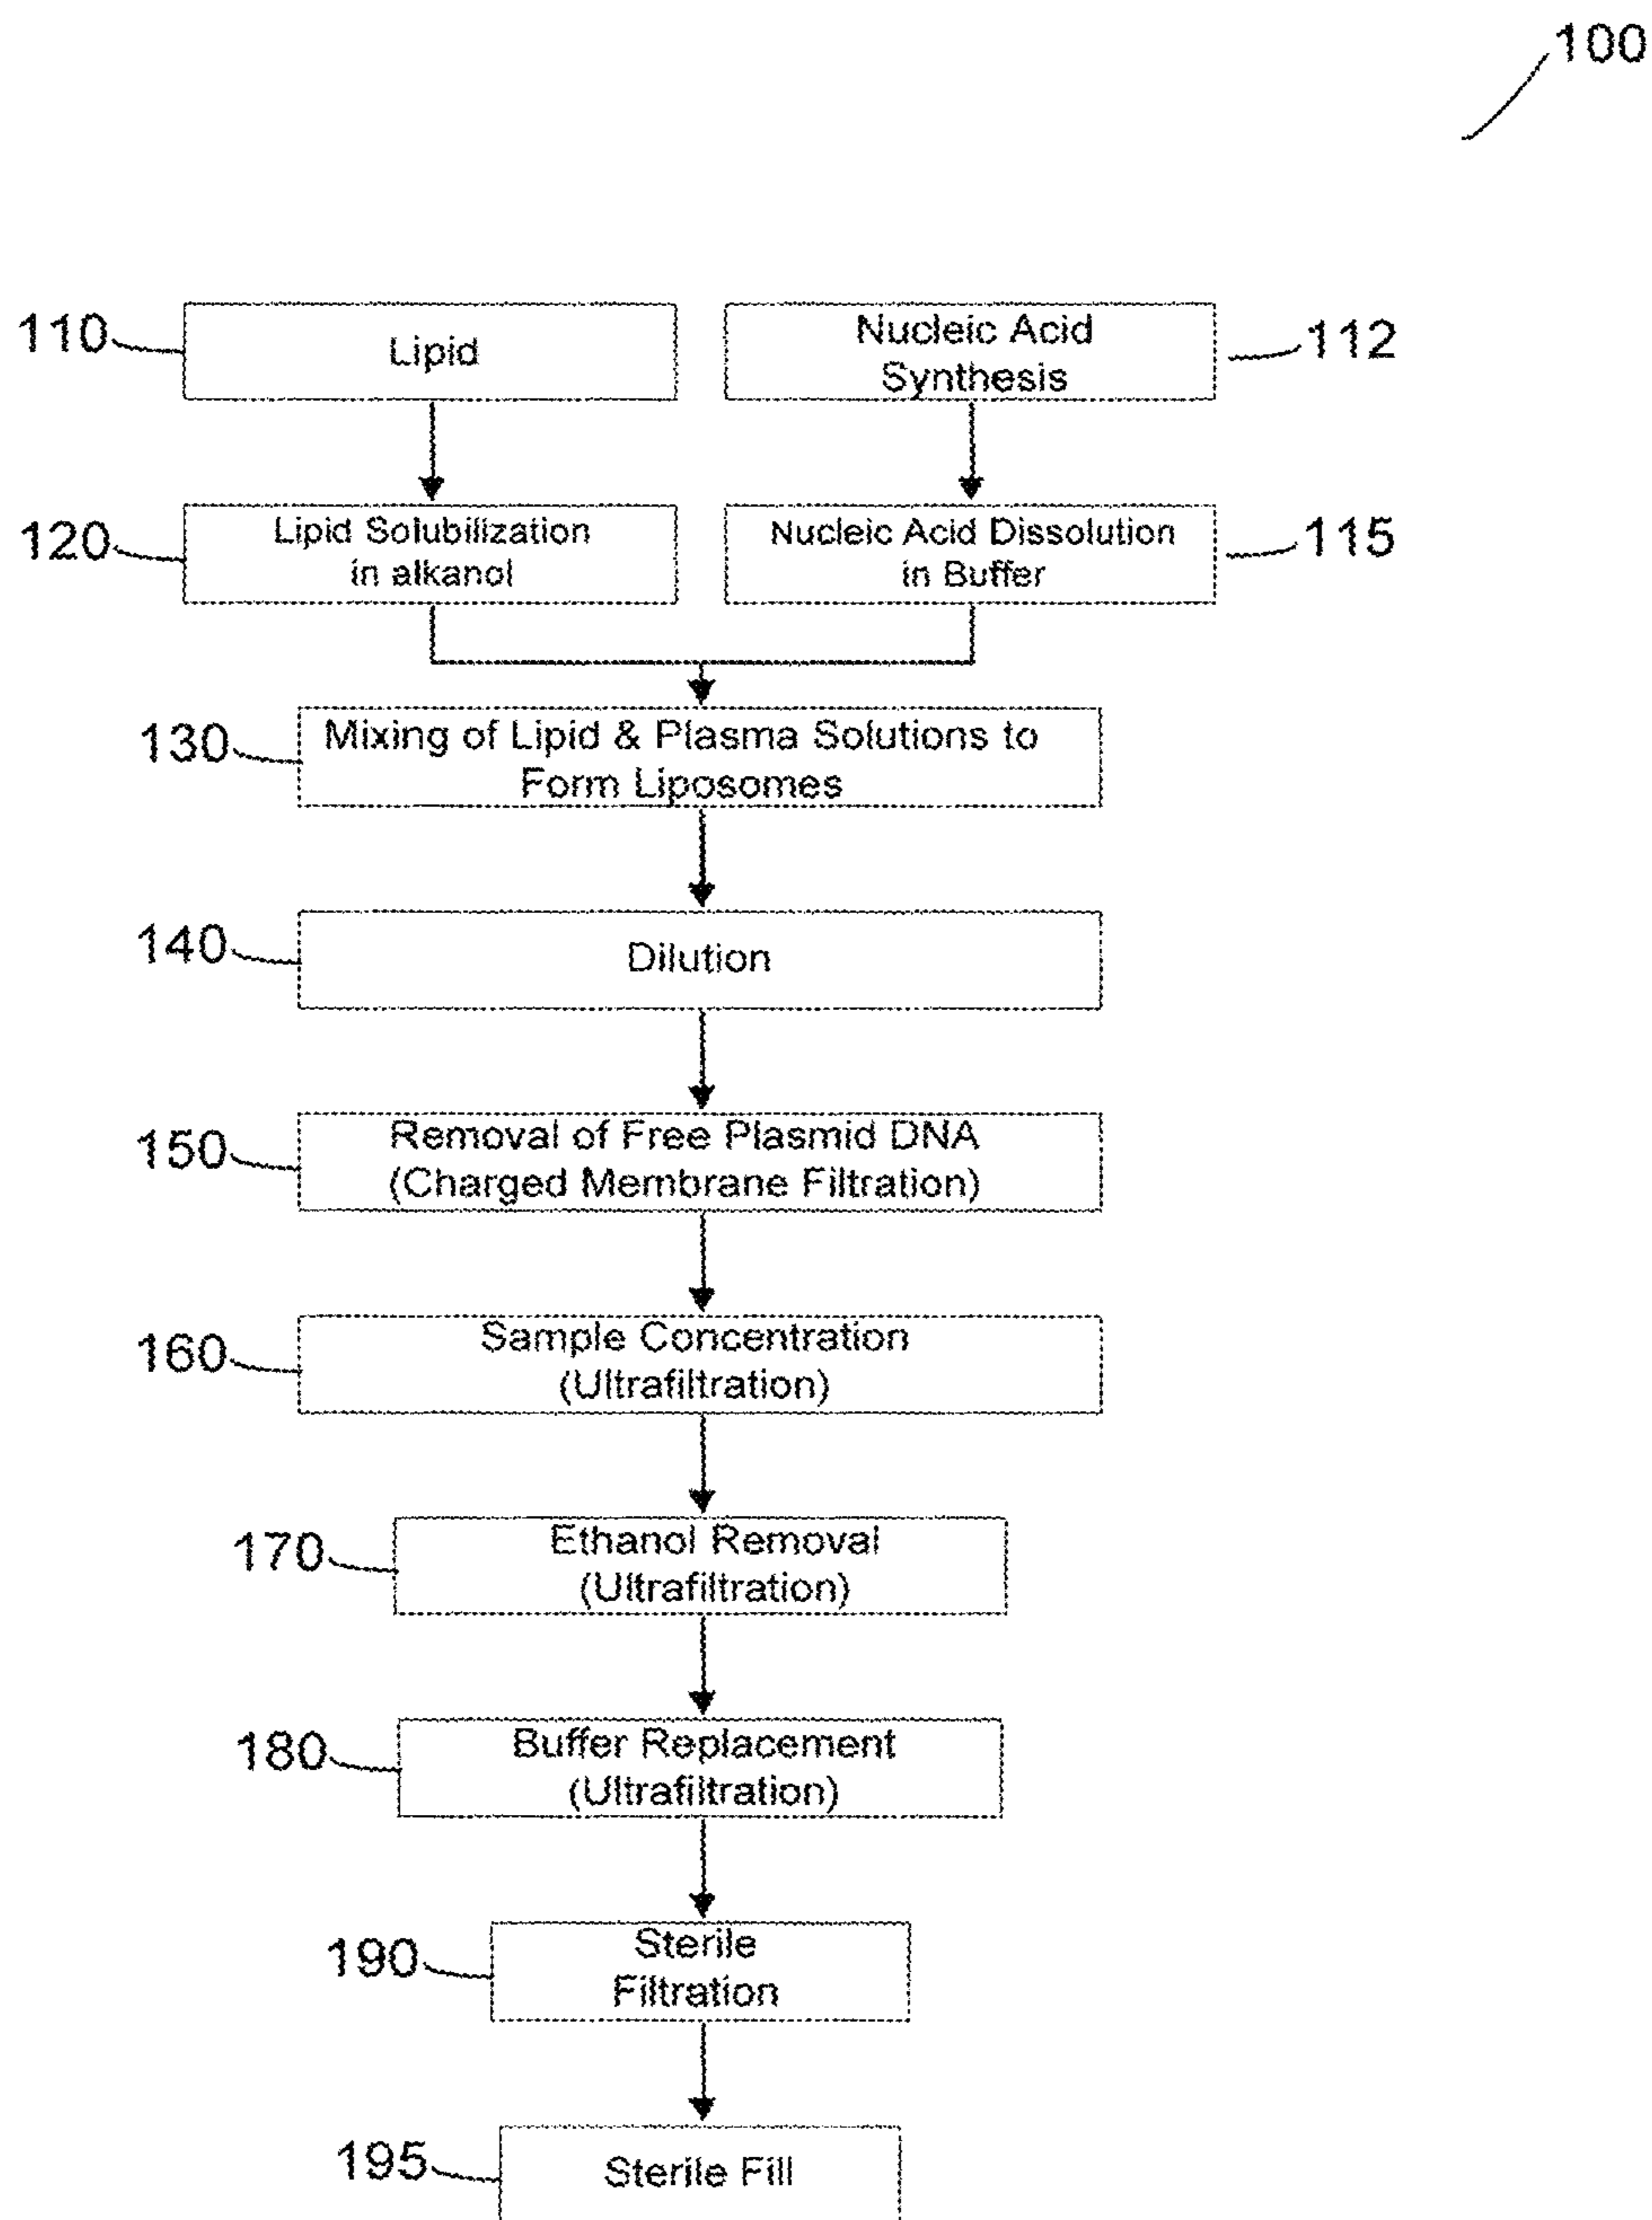 100
110
Lipid
Nucleic Acid
Synthesis
112
120
Lipid Solubilization
in alkanol
Nucleic Acid Dissolution
in Buffer
115
130
Mixing of Lipid & Plasma Solutions to
Form Liposomes
140
Dilution
150
Removal of Free Plasmid DNA
(Charged Membrane Filtration)
160
Sample Concentration
(Ultrafiltration)
170
Ethanol Removal
(Ultrafiltration)
180
Buffer Replacement
(Ultrafiltration)
190
Sterile
Filtration
195
Sterile Fill